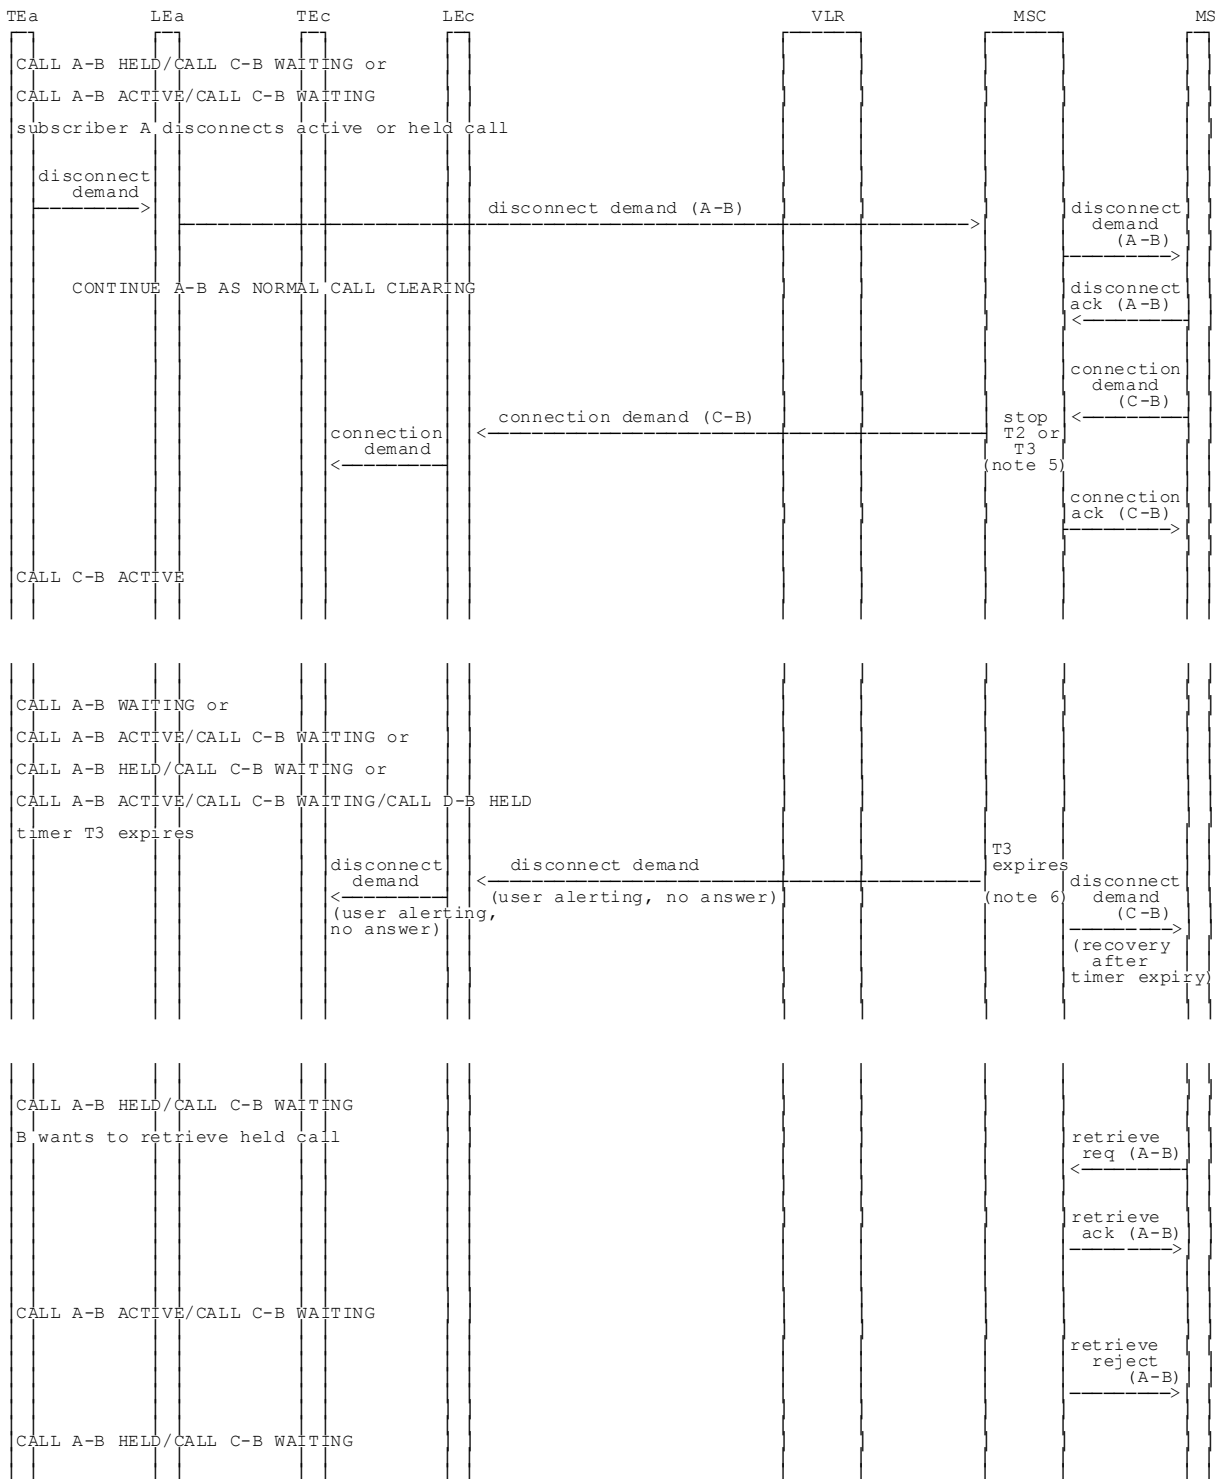 TEa LEa TEc LEc VLR MSC MS
CALL A-B HELD/CALL C-B WAITING or
CALL A-B ACTIVE/CALL C-B WAITING
subscriber A disconnects active or held call
disconnect
demand
disconnect demand (A-B)
disconnect
demand
(A-B)
CONTINUE A-B AS NORMAL CALL CLEARING
disconnect
ack (A-B)
connection
demand
(C-B)
connection demand (C-B)
stop
T2 or
T3
(note 5)
connection
demand
connection
ack (C-B)
CALL C-B ACTIVE
CALL A-B WAITING or
CALL A-B ACTIVE/CALL C-B WAITING or
CALL A-B HELD/CALL C-B WAITING or
CALL A-B ACTIVE/CALL C-B WAITING/CALL D-B HELD
timer T3 expires
T3
expires
(note 6)
disconnect demand
(user alerting, no answer)
disconnect
demand
(user alerting,
no answer)
disconnect
demand
(C-B)
(recovery
after
timer expiry)
CALL A-B HELD/CALL C-B WAITING
B wants to retrieve held call
retrieve
req (A-B)
retrieve
ack (A-B)
CALL A-B ACTIVE/CALL C-B WAITING
retrieve
reject
(A-B)
CALL A-B HELD/CALL C-B WAITING